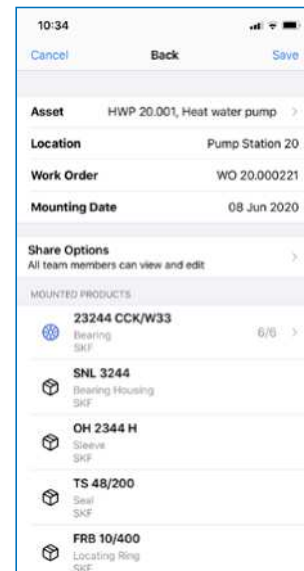 10:34
Cancel Back Save
Asset HWP 20.001, Heat water pump
Location Pump Station 20
Work Order WO 20.000221
Mounting Date 08 Jun 2020
Share Options
All team members can view and edit
MOUNTED PRODUCTS
23244 CCK/W33
Bearing 6/6
SKF
SNL 3244
Bearing Housing
SKF
OH 2344 H
Sleeve
SKF
TS 48/200
Seal
SKF
FRB 10/400
Locating Ring
SKF